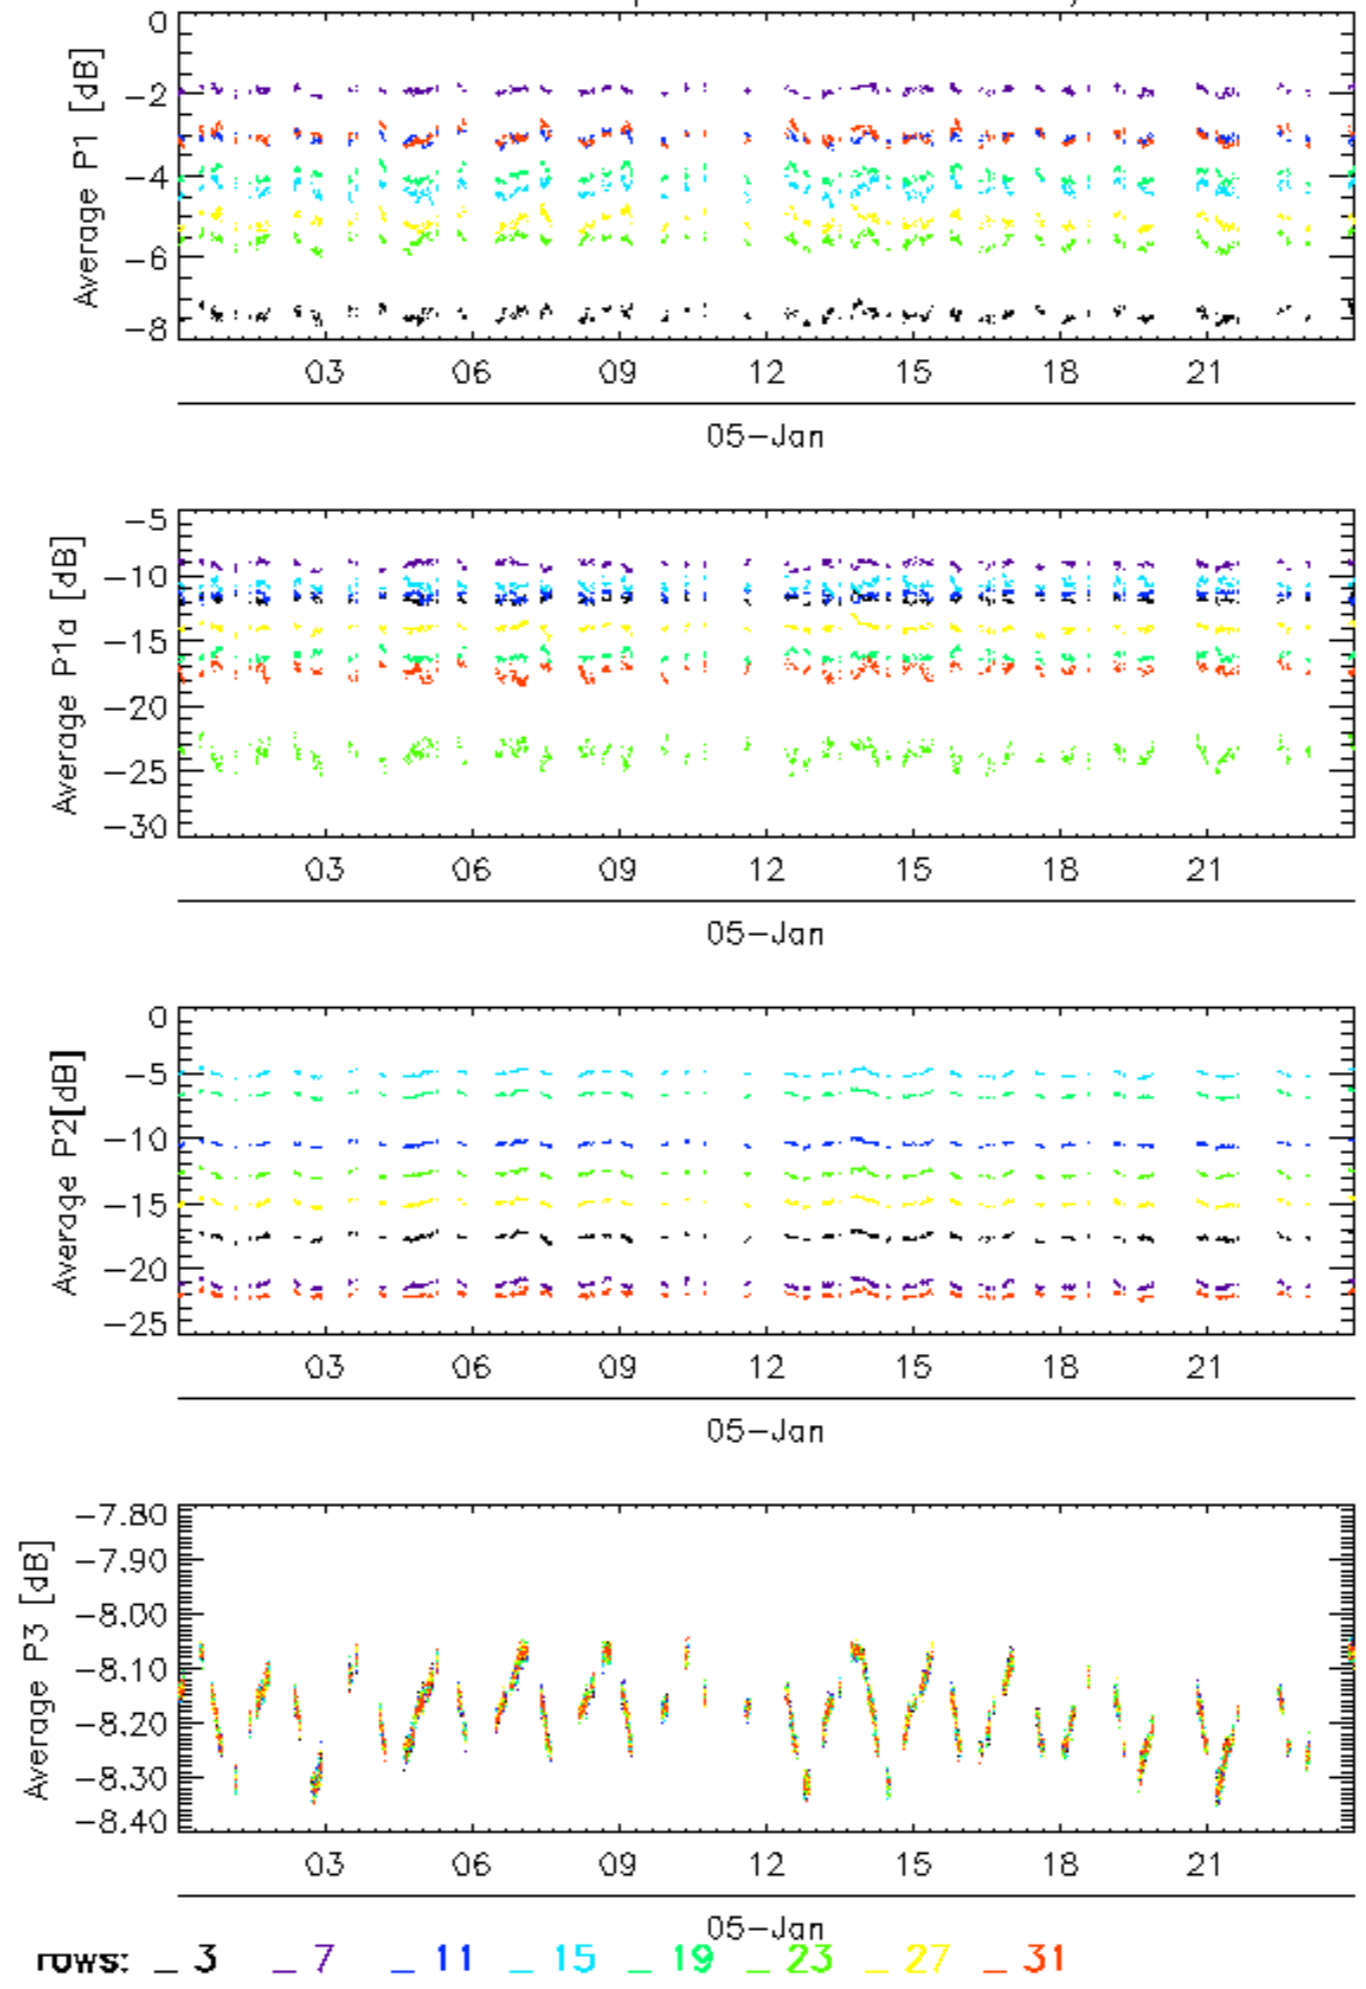 0
−2
−4
−6
−8
Average P1 [dB]
03 06 09 12 15 18 21
05−Jan
−5
−10
−15
−20
−25
−30
Average P1a [dB]
03 06 09 12 15 18 21
05−Jan
0
−5
−10
−15
−20
−25
Average P2[dB]
03 06 09 12 15 18 21
05−Jan
−7.80
−7.90
−8.00
−8.10
−8.20
−8.30
−8.40
Average P3 [dB]
03 06 09 12 15 18 21
05−Jan
rows: _ 3 _ 7 _ 11 _ 15 _ 19 _ 23 _ 27 _ 31